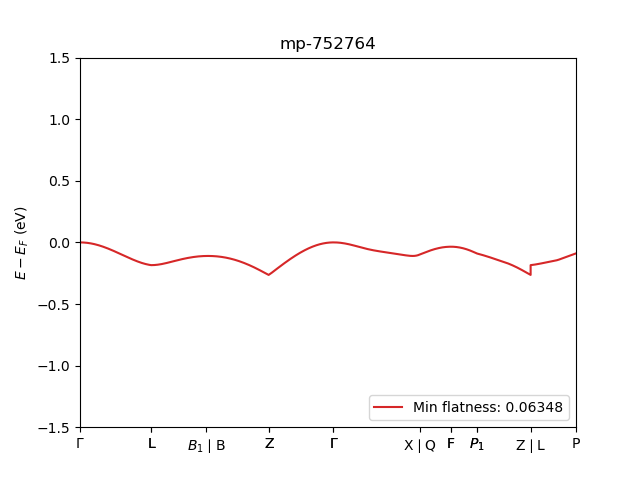 mp-752764
1.5
1.0
0.5
0.0
−0.5
−1.0
−1.5
E − E_F (eV)
Min flatness: 0.06348
Γ L B₁ | B Z Γ X | Q F P₁ Z | L P